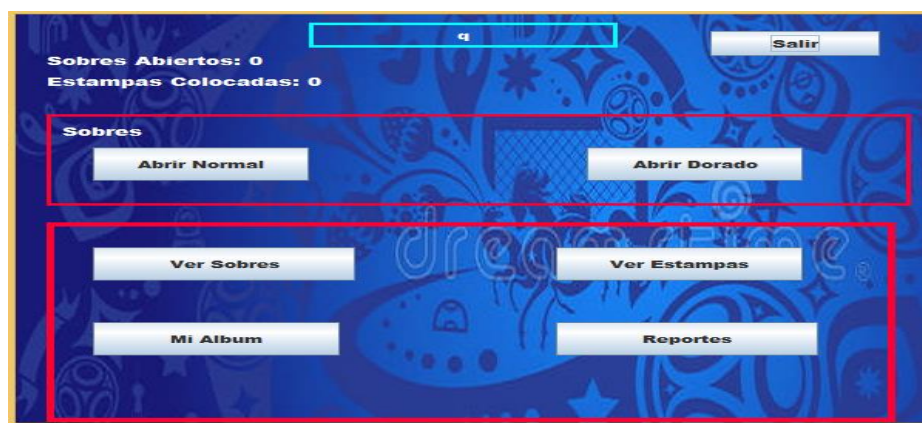 q
Salir
Sobres Abiertos: 0
Estampas Colocadas: 0
Sobres
Abrir Normal
Abrir Dorado
dreamstime
Ver Sobres
Ver Estampas
Mi Album
Reportes